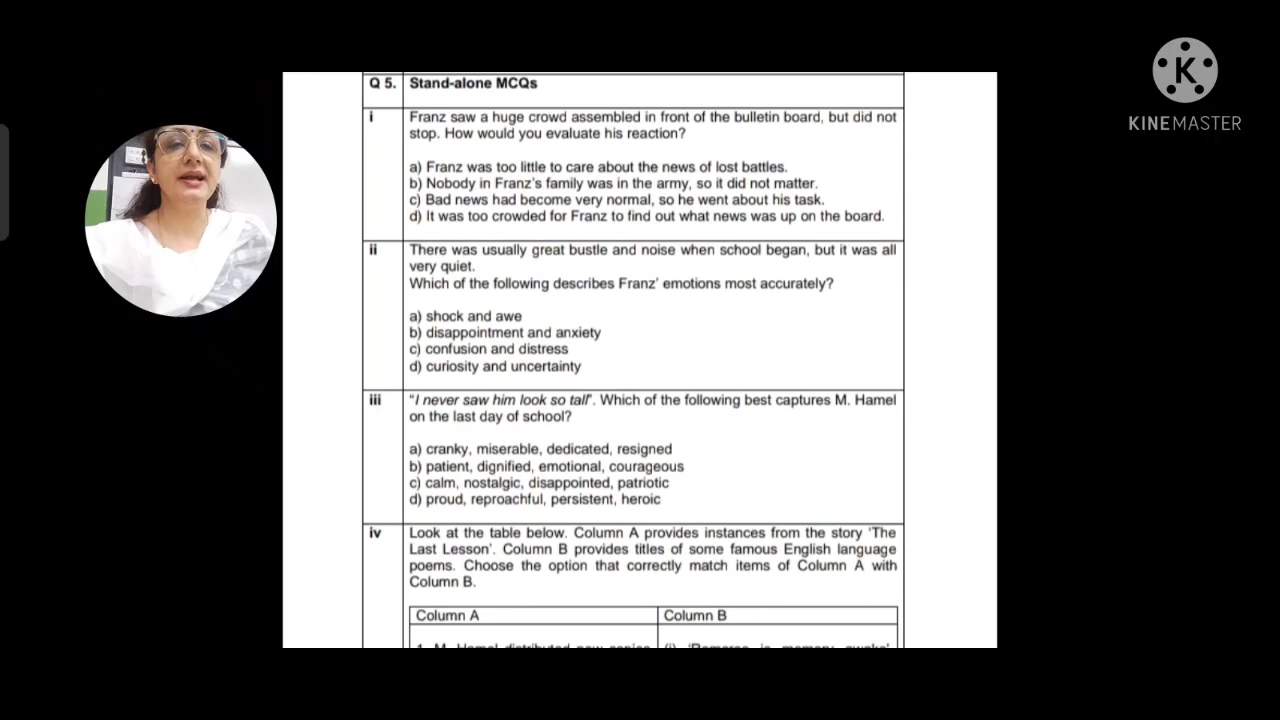 K
KINEMASTER
Q 5. Stand-alone MCQs
i Franz saw a huge crowd assembled in front of the bulletin board, but did not
stop. How would you evaluate his reaction?
a) Franz was too little to care about the news of lost battles.
b) Nobody in Franz's family was in the army, so it did not matter.
c) Bad news had become very normal, so he went about his task.
d) It was too crowded for Franz to find out what news was up on the board.
ii There was usually great bustle and noise when school began, but it was all
very quiet.
Which of the following describes Franz' emotions most accurately?
a) shock and awe
b) disappointment and anxiety
c) confusion and distress
d) curiosity and uncertainty
iii "I never saw him look so tall". Which of the following best captures M. Hamel
on the last day of school?
a) cranky, miserable, dedicated, resigned
b) patient, dignified, emotional, courageous
c) calm, nostalgic, disappointed, patriotic
d) proud, reproachful, persistent, heroic
iv Look at the table below. Column A provides instances from the story 'The
Last Lesson'. Column B provides titles of some famous English language
poems. Choose the option that correctly match items of Column A with
Column B.
Column A Column B